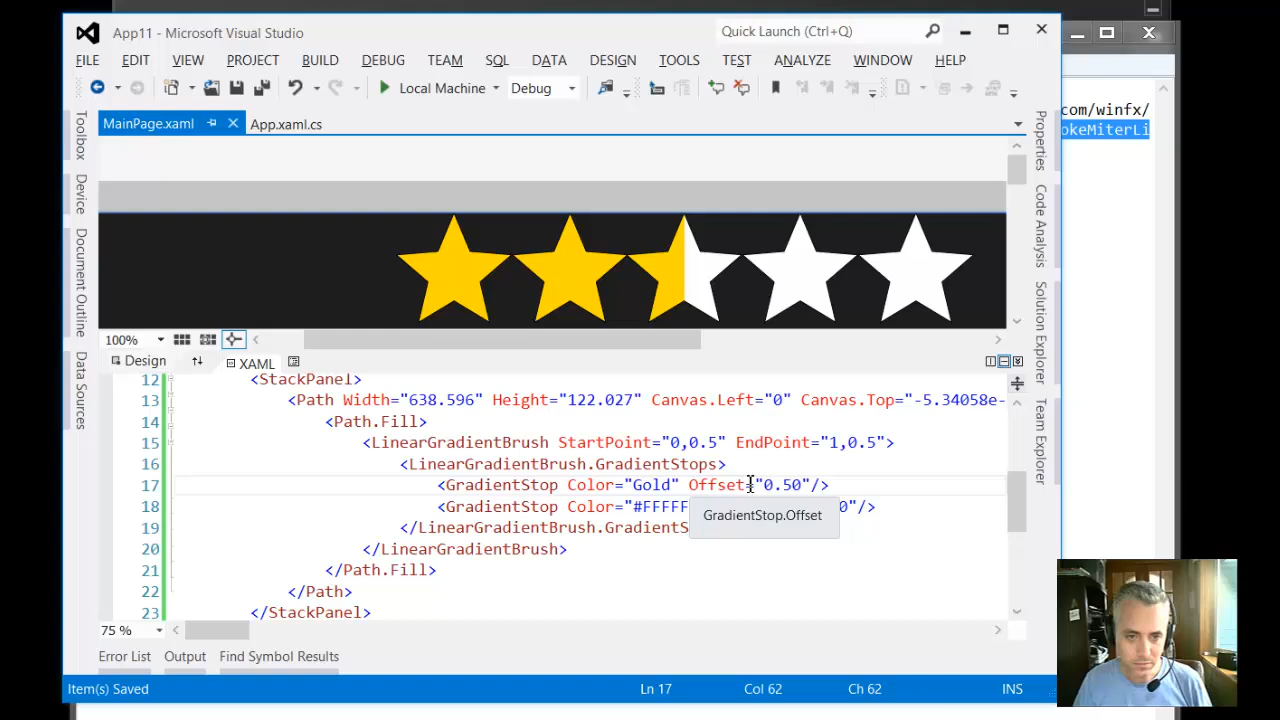 App11 - Microsoft Visual Studio
Quick Launch (Ctrl+Q)
FILE EDIT VIEW PROJECT BUILD DEBUG TEAM SQL DATA DESIGN TOOLS TEST ANALYZE WINDOW HELP
Local Machine
Debug
MainPage.xaml
App.xaml.cs
com/winfx/
okeMiterLi
Toolbox
Device
Document Outline
Data Sources
Properties
Code Analysis
Solution Explorer
Team Explorer
100%
Design
XAML
12 <StackPanel>
13 <Path Width="638.596" Height="122.027" Canvas.Left="0" Canvas.Top="-5.34058e-
14 <Path.Fill>
15 <LinearGradientBrush StartPoint="0,0.5" EndPoint="1,0.5">
16 <LinearGradientBrush.GradientStops>
17 <GradientStop Color="Gold" Offset="0.50"/>
18 <GradientStop Color="#FFFFF 0"/>
GradientStop.Offset
19 </LinearGradientBrush.GradientS
20 </LinearGradientBrush>
21 </Path.Fill>
22 </Path>
23 </StackPanel>
75 %
Error List Output Find Symbol Results
Item(s) Saved
Ln 17 Col 62 Ch 62 INS